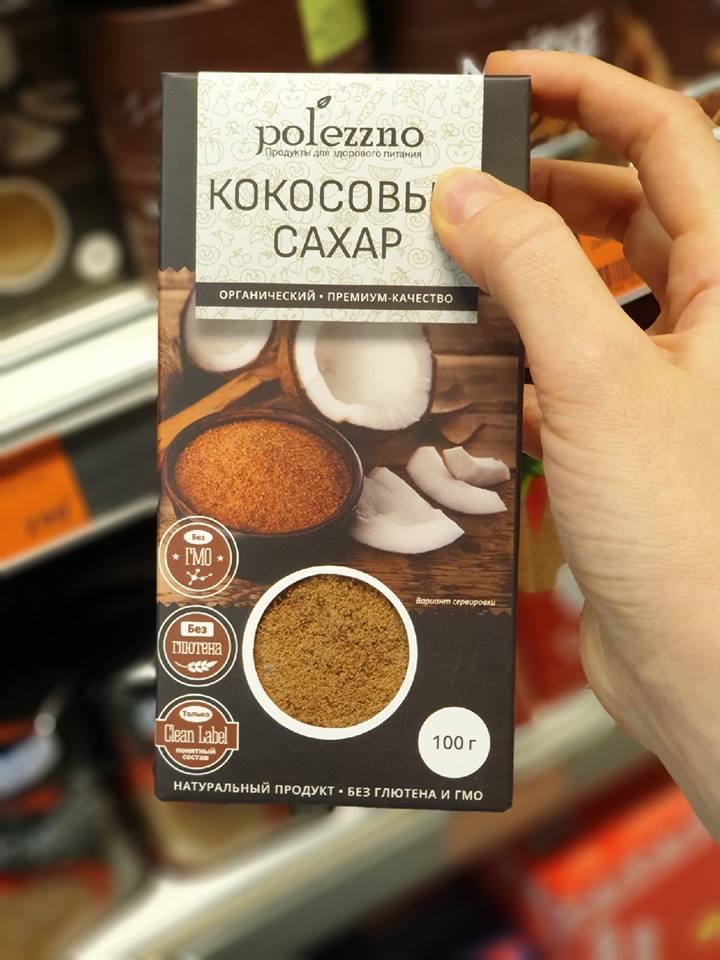 polezzno
Продукты для здорового питания
КОКОСОВЫ
САХАР
ОРГАНИЧЕСКИЙ • ПРЕМИУМ-КАЧЕСТВО
Без
ГМО
Вариант сервировки
Без
глютена
Только
Clean Label
понятный
состав
100 г
НАТУРАЛЬНЫЙ ПРОДУКТ • БЕЗ ГЛЮТЕНА И ГМО